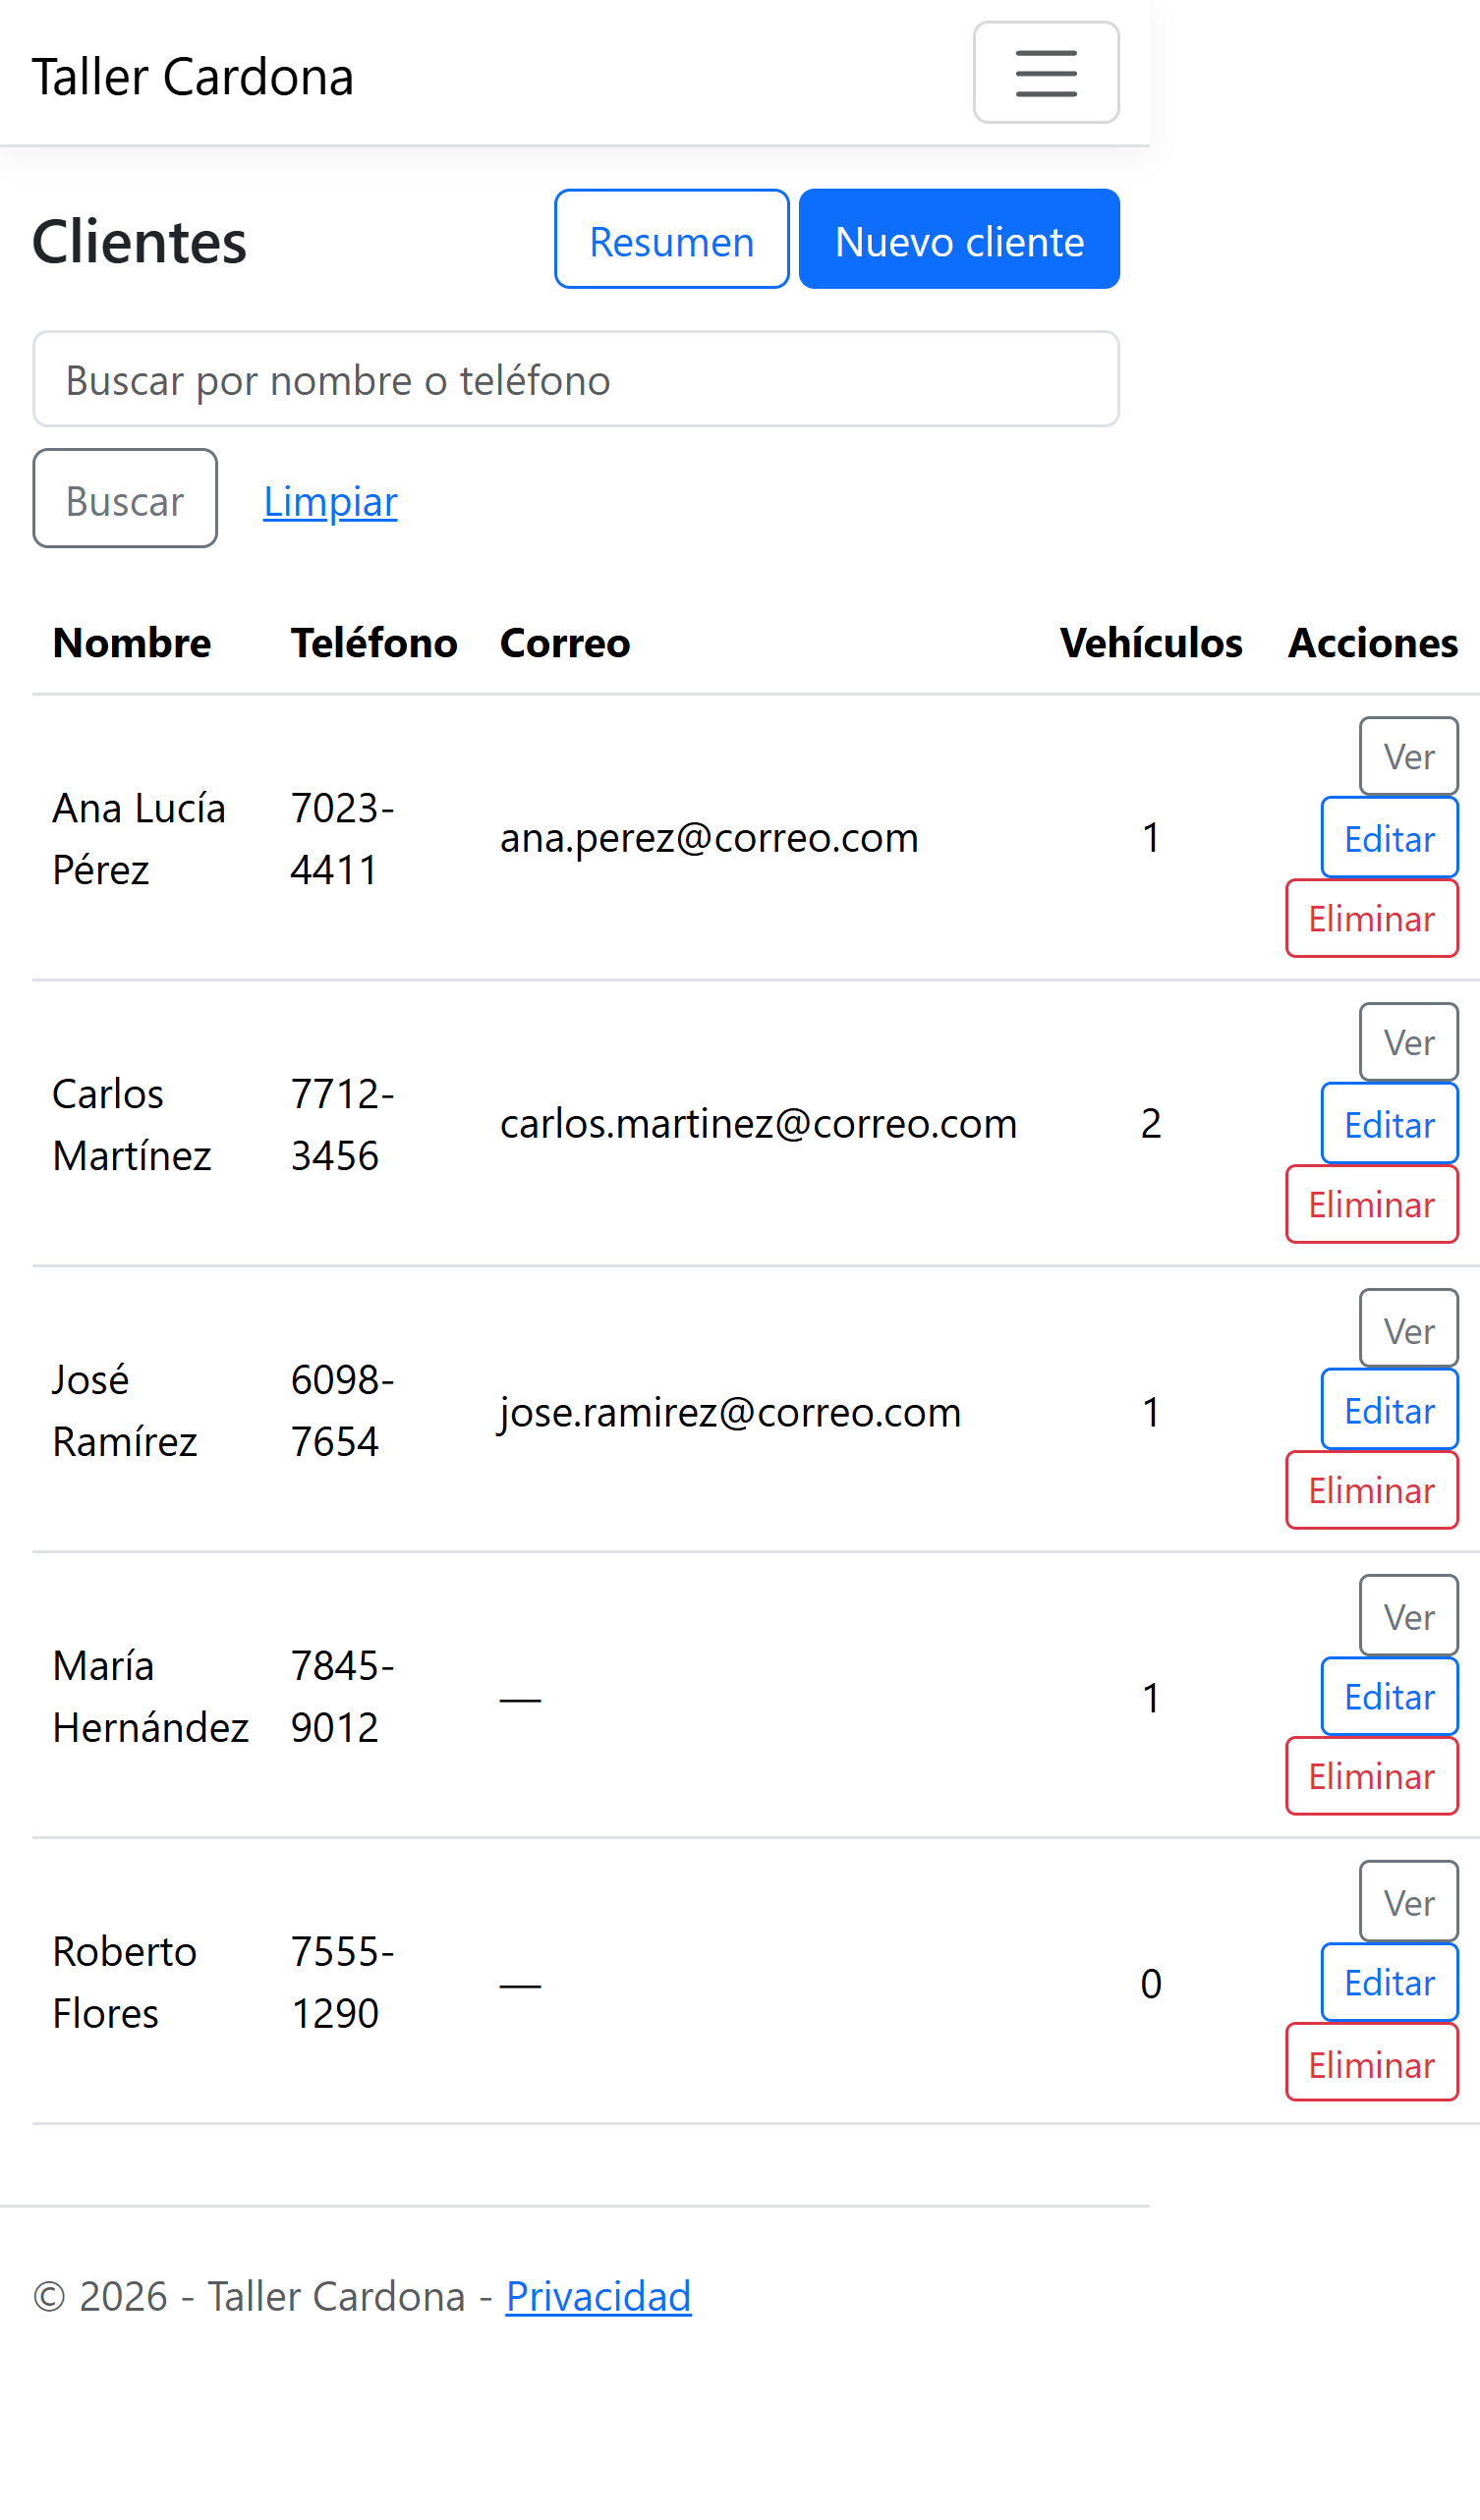 Taller Cardona
Clientes
Resumen
Nuevo cliente
Buscar por nombre o teléfono
Buscar
Limpiar
Nombre Teléfono Correo Vehículos Acciones
Ana Lucía Pérez
7023-4411
ana.perez@correo.com
1
Ver
Editar
Eliminar
Carlos Martínez
7712-3456
carlos.martinez@correo.com
2
Ver
Editar
Eliminar
José Ramírez
6098-7654
jose.ramirez@correo.com
1
Ver
Editar
Eliminar
María Hernández
7845-9012
—
1
Ver
Editar
Eliminar
Roberto Flores
7555-1290
—
0
Ver
Editar
Eliminar
© 2026 - Taller Cardona - Privacidad